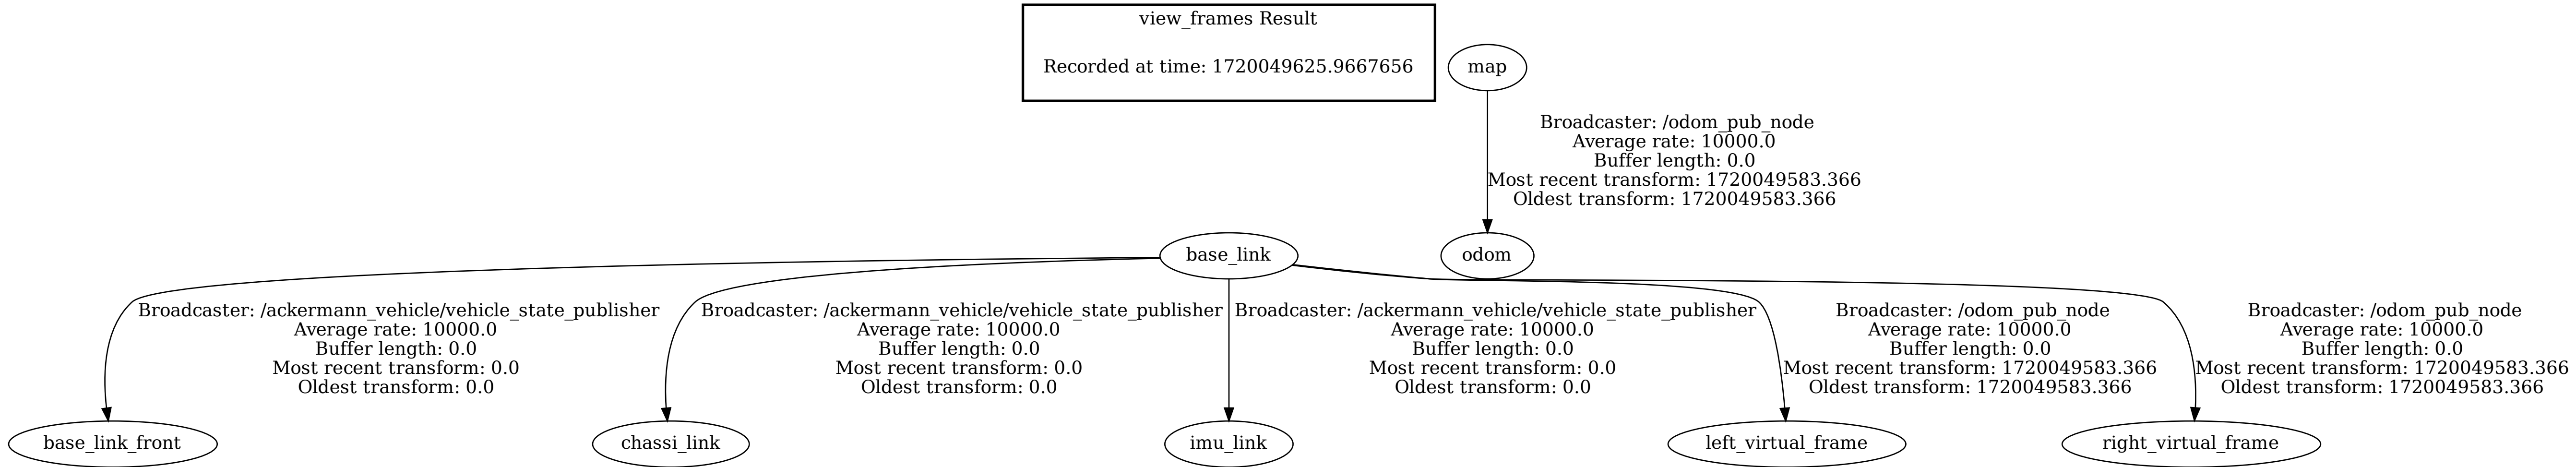 view_frames Result
Recorded at time: 1720049625.9667656
map
Broadcaster: /odom_pub_node
Average rate: 10000.0
Buffer length: 0.0
Most recent transform: 1720049583.366
Oldest transform: 1720049583.366
base_link
odom
Broadcaster: /ackermann_vehicle/vehicle_state_publisher
Average rate: 10000.0
Buffer length: 0.0
Most recent transform: 0.0
Oldest transform: 0.0
Broadcaster: /ackermann_vehicle/vehicle_state_publisher
Average rate: 10000.0
Buffer length: 0.0
Most recent transform: 0.0
Oldest transform: 0.0
Broadcaster: /ackermann_vehicle/vehicle_state_publisher
Average rate: 10000.0
Buffer length: 0.0
Most recent transform: 0.0
Oldest transform: 0.0
Broadcaster: /odom_pub_node
Average rate: 10000.0
Buffer length: 0.0
Most recent transform: 1720049583.366
Oldest transform: 1720049583.366
Broadcaster: /odom_pub_node
Average rate: 10000.0
Buffer length: 0.0
Most recent transform: 1720049583.366
Oldest transform: 1720049583.366
base_link_front
chassi_link
imu_link
left_virtual_frame
right_virtual_frame